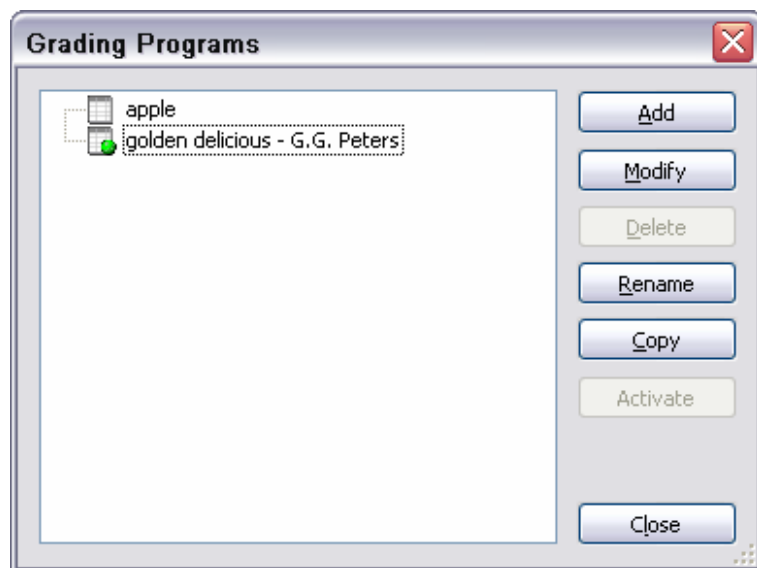 Grading Programs
apple
golden delicious - G.G. Peters
Add
Modify
Delete
Rename
Copy
Activate
Close